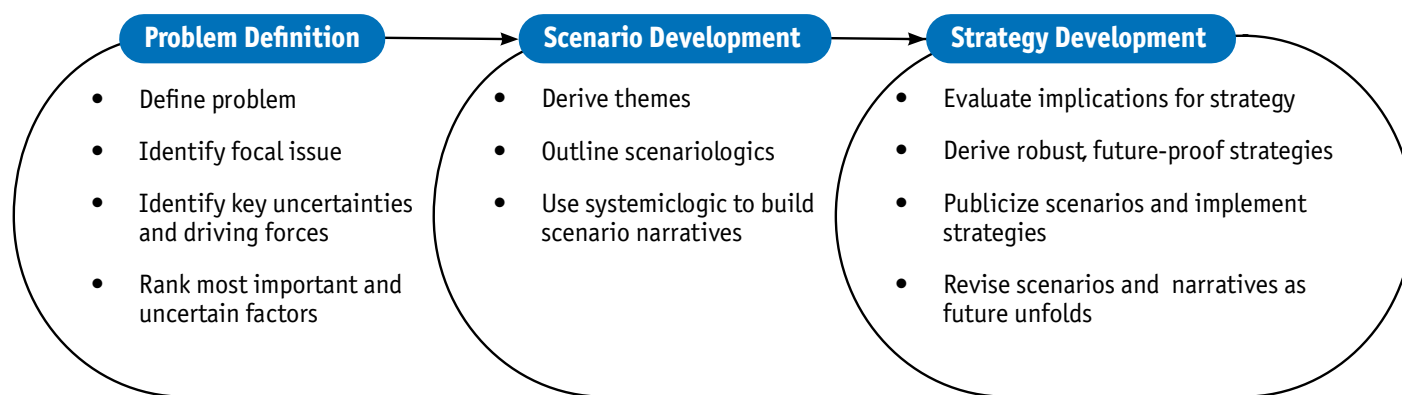 Problem Definition
Define problem
Identify focal issue
Identify key uncertainties
and driving forces
Rank most important and
uncertain factors
Scenario Development
Derive themes
Outline scenariologics
Use systemiclogic to build
scenario narratives
Strategy Development
Evaluate implications for strategy
Derive robust, future-proof strategies
Publicize scenarios and implement
strategies
Revise scenarios and narratives as
future unfolds